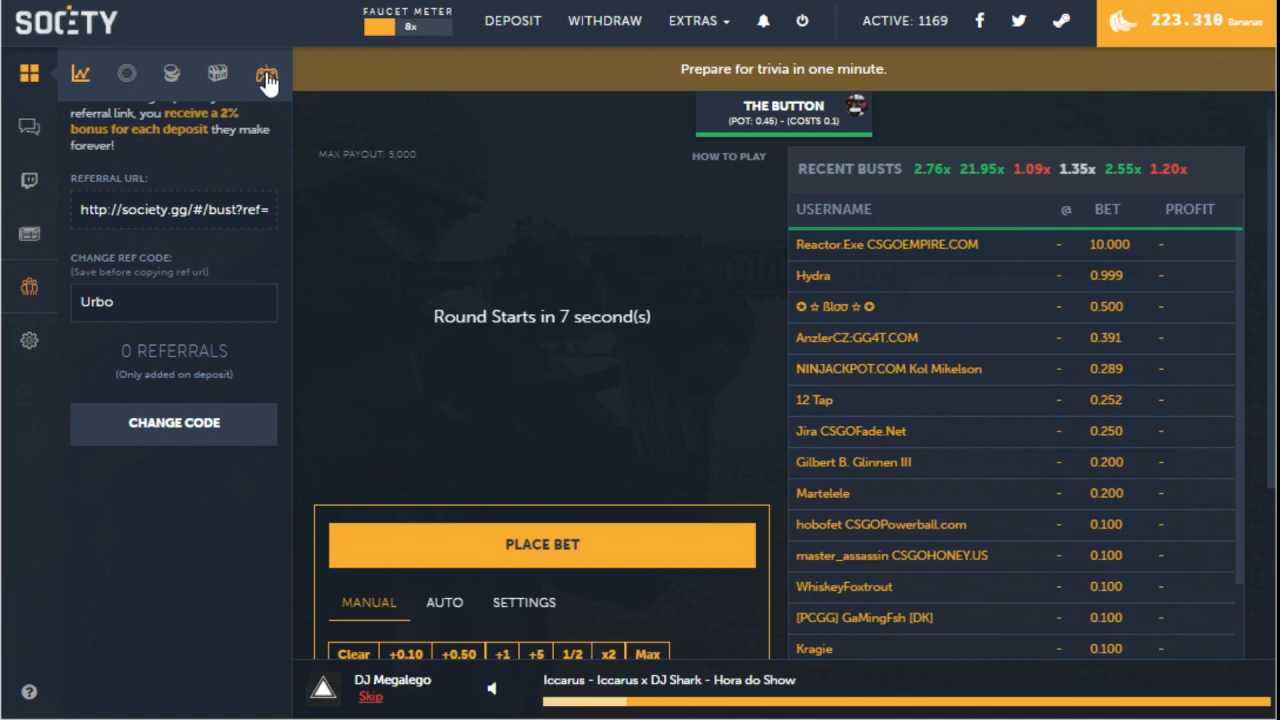 SOCIETY
FAUCET METER
8x
DEPOSIT
WITHDRAW
EXTRAS
ACTIVE: 1169
223.310 Bananas
Prepare for trivia in one minute.
referral link, you receive a 2%
bonus for each deposit they make
forever!
REFERRAL URL:
http://society.gg/#/bust?ref=
CHANGE REF CODE:
(Save before copying ref url)
Urbo
0 REFERRALS
(Only added on deposit)
CHANGE CODE
THE BUTTON
(POT: 0.45) - (COSTS 0.1)
MAX PAYOUT: 5,000
HOW TO PLAY
Round Starts in 7 second(s)
PLACE BET
MANUAL AUTO SETTINGS
Clear +0.10 +0.50 +1 +5 1/2 x2 Max
RECENT BUSTS 2.76x 21.95x 1.09x 1.35x 2.55x 1.20x
USERNAME @ BET PROFIT
Reactor.Exe CSGOEMPIRE.COM - 10.000 -
Hydra - 0.999 -
✪ ☆ ßlσσ ☆ ✪ - 0.500 -
AnzlerCZ:GG4T.COM - 0.391 -
NINJACKPOT.COM Kol Mikelson - 0.289 -
12 Tap - 0.252 -
Jira CSGOFade.Net - 0.250 -
Gilbert B. Glinnen III - 0.200 -
Martelele - 0.200 -
hobofet CSGOPowerball.com - 0.100 -
master_assassin CSGOHONEY.US - 0.100 -
WhiskeyFoxtrout - 0.100 -
[PCGG] GaMingFsh [DK] - 0.100 -
Kragie - 0.100 -
DJ Megalego
Skip
Iccarus - Iccarus x DJ Shark - Hora do Show